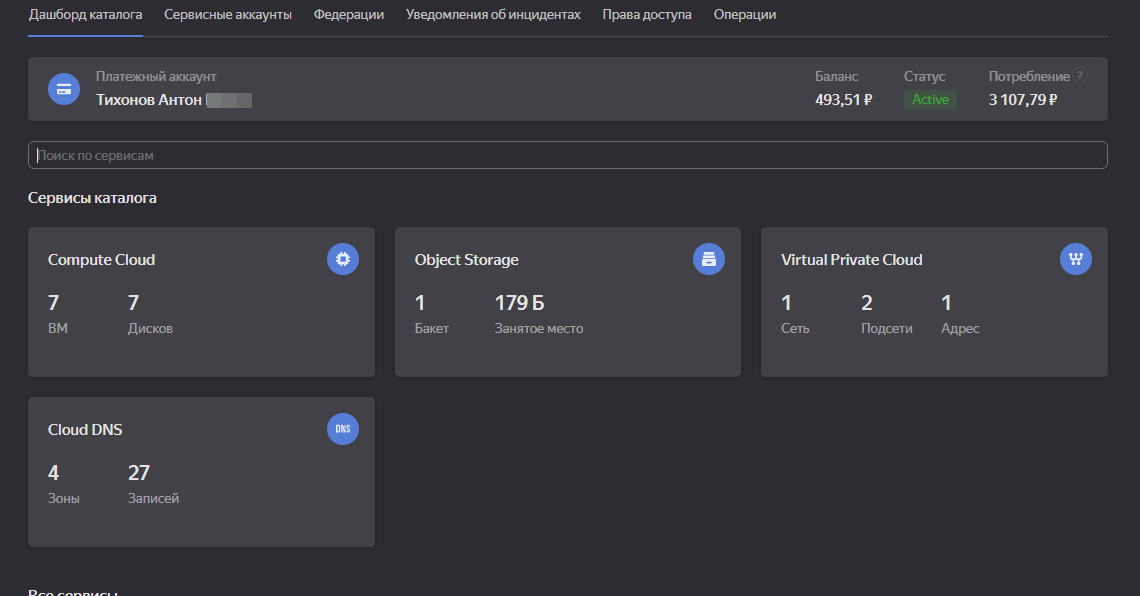 Дашборд каталога Сервисные аккаунты Федерации Уведомления об инцидентах Права доступа Операции
Платежный аккаунт Баланс Статус Потребление ?
Тихонов Антон 493,51 ₽ Active 3 107,79 ₽
Поиск по сервисам
Сервисы каталога
Compute Cloud
7 7
ВМ Дисков
Object Storage
1 179 Б
Бакет Занятое место
Virtual Private Cloud
1 2 1
Сеть Подсети Адрес
Cloud DNS DNS
4 27
Зоны Записей
Все сервисы